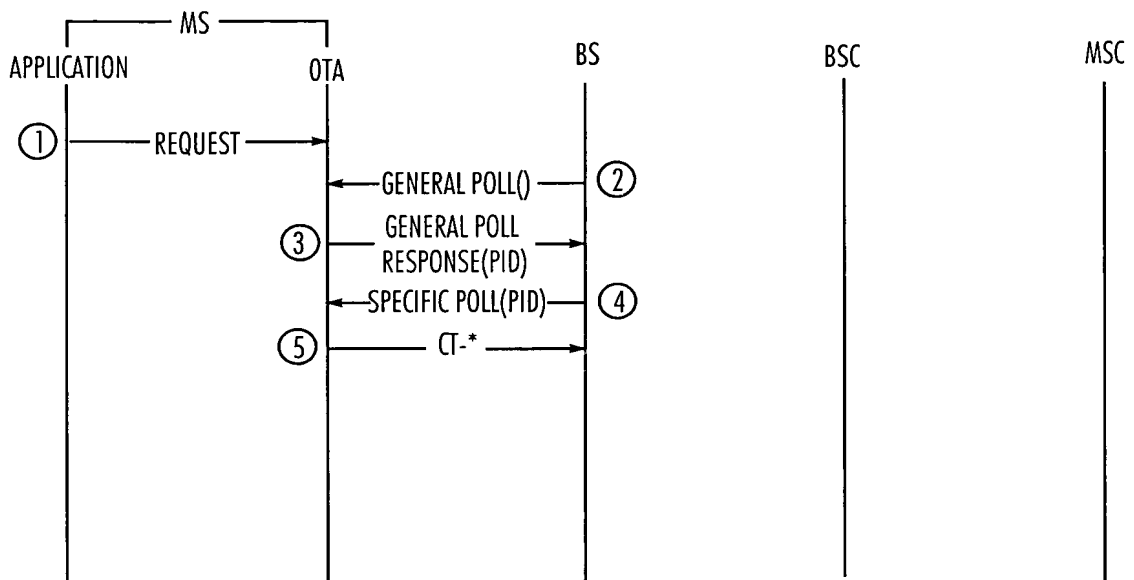 MS
APPLICATION
OTA
BS
BSC
MSC
1
REQUEST
GENERAL POLL()
2
3
GENERAL POLL
RESPONSE(PID)
SPECIFIC POLL(PID)
4
5
CT-*